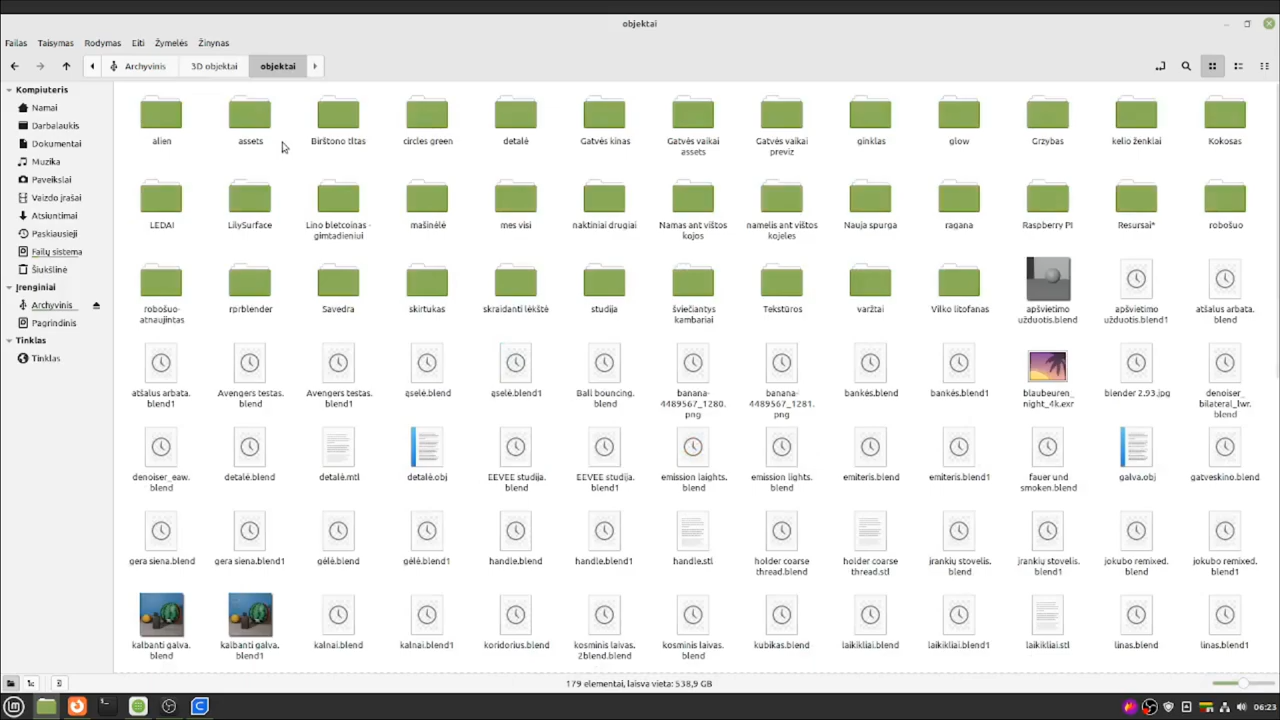 objektai
Failas Taisymas Rodymas Eiti Žymelės Žinynas
Archyvinis 3D objektai objektai
Kompiuteris
Namai
Darbalaukis
Dokumentai
Muzika
Paveikslai
Vaizdo įrašai
Atsiuntimai
Paskiausieji
Failų sistema
Šiukšlinė
Įrenginiai
Archyvinis
Pagrindinis
Tinklas
Tinklas
alien assets Birštono tltas circles green detalė Gatvės kinas Gatvės vaikai Gatvės vaikai ginklas glow Grzybas kelio ženklai Kokosas
assets previz
LEDAI LilySurface Lino bletcoinas - mašinėlė mes visi naktiniai drugiai Namas ant vištos namelis ant vištos Nauja spurga ragana Raspberry PI Resursai* robošuo
gimtadieniui kojos kojelės
robošuo- rprblender Savedra skirtukas skraidanti lėkštė studija šviečiantys Tekstūros varžtai Vilko litofanas apšvietimo apšvietimo atšalus arbata.
atnaujintas kambariai užduotis.blend užduotis.blend1 blend
atšalus arbata. Avengers testas. Avengers testas. ąselė.blend ąselė.blend1 Ball bouncing. banana- banana- bankės.blend bankės.blend1 blaubeuren_ blender 2.93.jpg denoiser_
blend1 blend blend1 blend 4489567_1280. 4489567_1281. night_4k.exr bilateral_lwr.
png png blend
denoiser_eaw. detalė.blend detalė.mtl detalė.obj EEVEE studija. EEVEE studija. emission laights. emission lights. emiteris.blend emiteris.blend1 fauer und galva.obj gatveskino.blend
blend blend blend1 blend blend smoken.blend
gera siena.blend gera siena.blend1 gėlė.blend gėlė.blend1 handle.blend handle.blend1 handle.stl holder coarse holder coarse įrankių stovelis. įrankių stovelis. jokubo remixed. jokubo remixed.
thread.blend thread.stl blend blend1 blend blend1
kalbanti galva. kalbanti galva. kalnai.blend kalnai.blend1 koridorius.blend kosminis laivas. kosminis laivas. kubikas.blend laikikliai.blend laikikliai.blend1 laikikliai.stl linas.blend linas.blend1
blend blend1 2blend.blend blend
179 elementai, laisva vieta: 538,9 GB
06:23